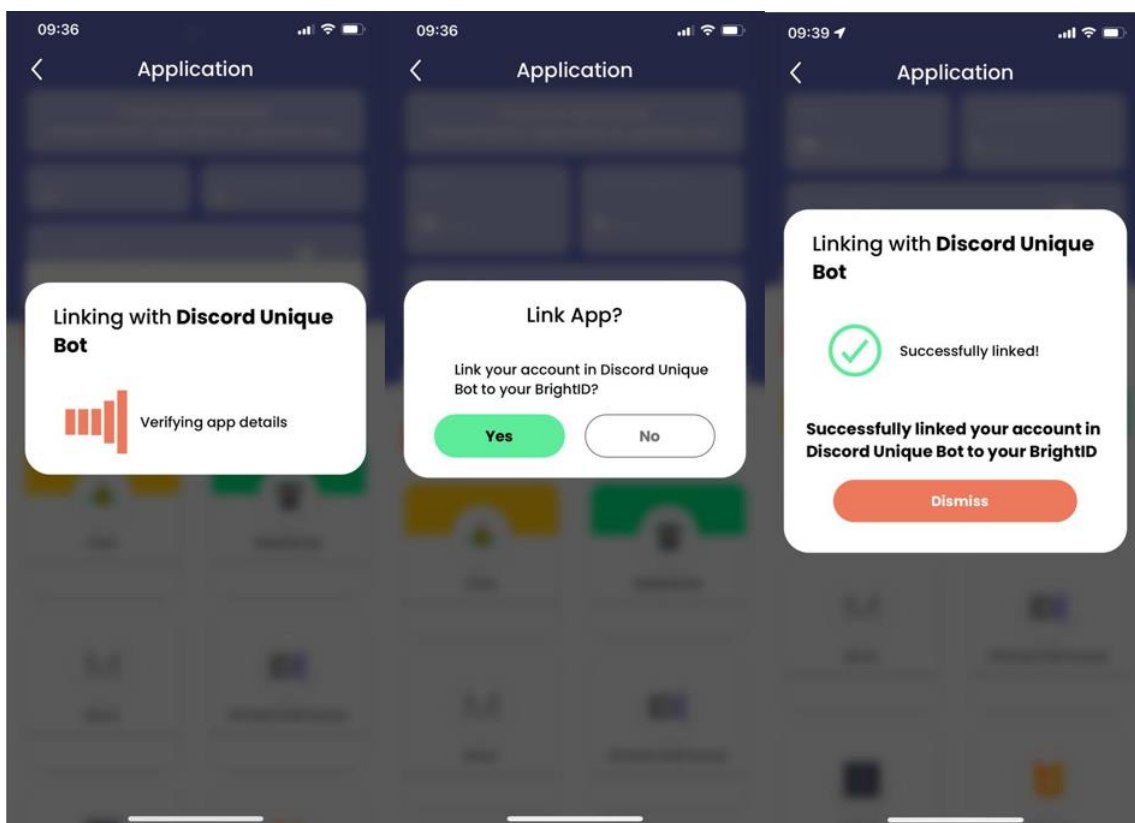 09:36
Application
Linking with Discord Unique
Bot
Verifying app details
09:36
Application
Link App?
Link your account in Discord Unique
Bot to your BrightID?
Yes
No
09:39
Application
Linking with Discord Unique
Bot
Successfully linked!
Successfully linked your account in
Discord Unique Bot to your BrightID
Dismiss